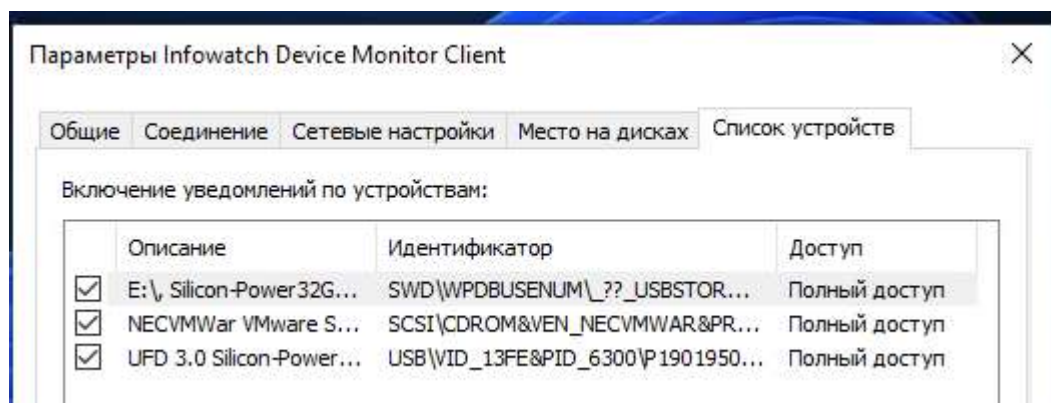 Параметры Infowatch Device Monitor Client
Общие Соединение Сетевые настройки Место на дисках Список устройств
Включение уведомлений по устройствам:
Описание Идентификатор Доступ
E:\, Silicon-Power32G... SWD\WPDBUSENUM\_??_USBSTOR... Полный доступ
NECVMWar VMware S... SCSI\CDROM&VEN_NECVMWAR&PR... Полный доступ
UFD 3.0 Silicon-Power... USB\VID_13FE&PID_6300\P1901950... Полный доступ